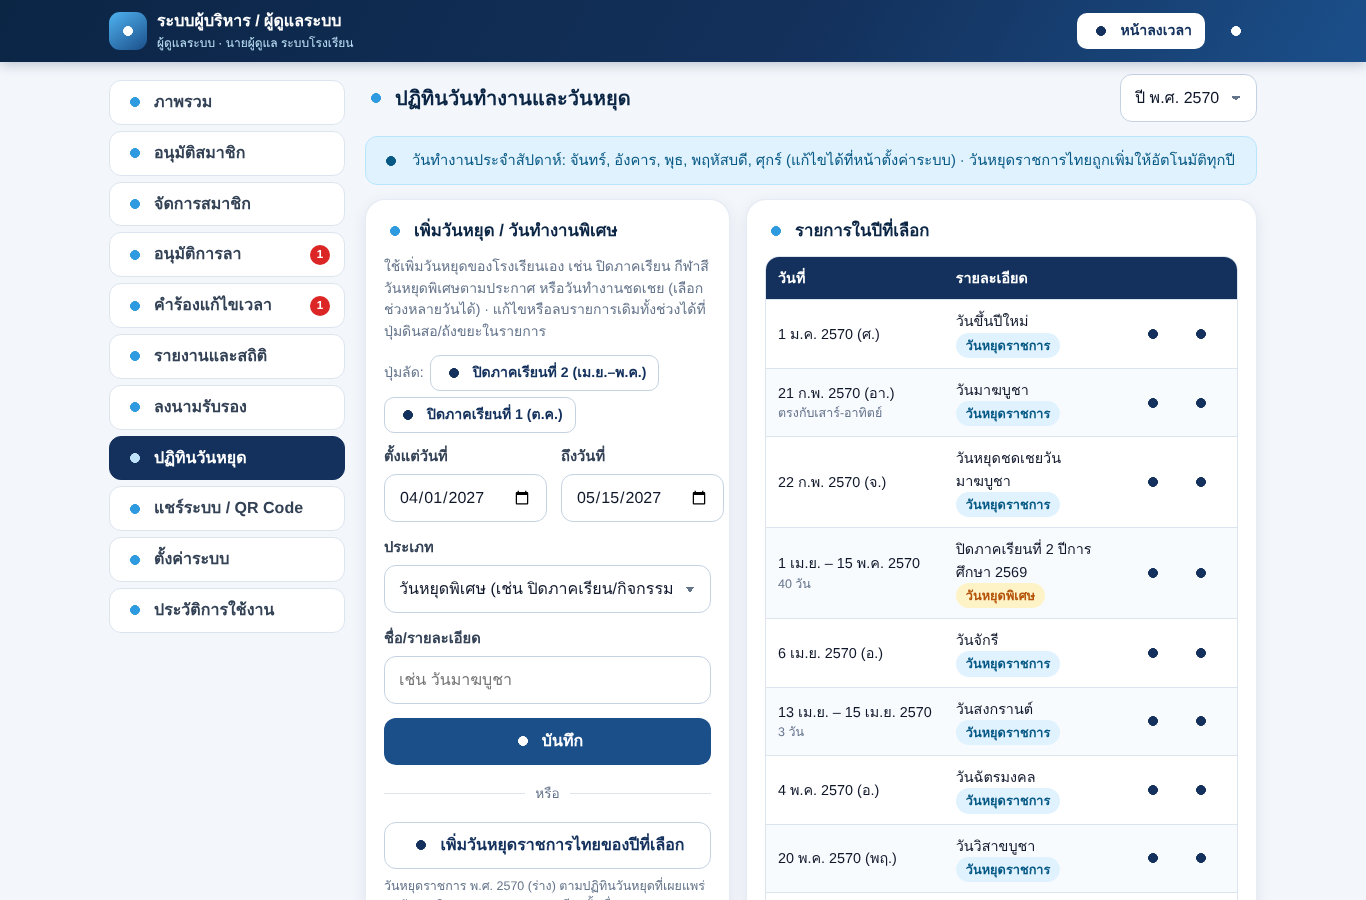 ระบบผู้บริหาร / ผู้ดูแลระบบ
ผู้ดูแลระบบ · นายผู้ดูแล ระบบโรงเรียน
หน้าลงเวลา
ภาพรวม
อนุมัติสมาชิก
จัดการสมาชิก
อนุมัติการลา 1
คำร้องแก้ไขเวลา 1
รายงานและสถิติ
ลงนามรับรอง
ปฏิทินวันหยุด
แชร์ระบบ / QR Code
ตั้งค่าระบบ
ประวัติการใช้งาน
ปฏิทินวันทำงานและวันหยุด
ปี พ.ศ. 2570
วันทำงานประจำสัปดาห์: จันทร์, อังคาร, พุธ, พฤหัสบดี, ศุกร์ (แก้ไขได้ที่หน้าตั้งค่าระบบ) · วันหยุดราชการไทยถูกเพิ่มให้อัตโนมัติทุกปี
เพิ่มวันหยุด / วันทำงานพิเศษ
ใช้เพิ่มวันหยุดของโรงเรียนเอง เช่น ปิดภาคเรียน กีฬาสี
วันหยุดพิเศษตามประกาศ หรือวันทำงานชดเชย (เลือก
ช่วงหลายวันได้) · แก้ไขหรือลบรายการเดิมทั้งช่วงได้ที่
ปุ่มดินสอ/ถังขยะในรายการ
ปุ่มลัด: ปิดภาคเรียนที่ 2 (เม.ย.–พ.ค.)
ปิดภาคเรียนที่ 1 (ต.ค.)
ตั้งแต่วันที่ ถึงวันที่
04/01/2027 05/15/2027
ประเภท
วันหยุดพิเศษ (เช่น ปิดภาคเรียน/กิจกรรม
ชื่อ/รายละเอียด
เช่น วันมาฆบูชา
บันทึก
หรือ
เพิ่มวันหยุดราชการไทยของปีที่เลือก
วันหยุดราชการ พ.ศ. 2570 (ร่าง) ตามปฏิทินวันหยุดที่เผยแพร่
รายการในปีที่เลือก
วันที่ รายละเอียด
1 ม.ค. 2570 (ศ.)
วันขึ้นปีใหม่
วันหยุดราชการ
21 ก.พ. 2570 (อา.)
ตรงกับเสาร์-อาทิตย์
วันมาฆบูชา
วันหยุดราชการ
22 ก.พ. 2570 (จ.)
วันหยุดชดเชยวัน
มาฆบูชา
วันหยุดราชการ
1 เม.ย. – 15 พ.ค. 2570
40 วัน
ปิดภาคเรียนที่ 2 ปีการ
ศึกษา 2569
วันหยุดพิเศษ
6 เม.ย. 2570 (อ.)
วันจักรี
วันหยุดราชการ
13 เม.ย. – 15 เม.ย. 2570
3 วัน
วันสงกรานต์
วันหยุดราชการ
4 พ.ค. 2570 (อ.)
วันฉัตรมงคล
วันหยุดราชการ
20 พ.ค. 2570 (พฤ.)
วันวิสาขบูชา
วันหยุดราชการ